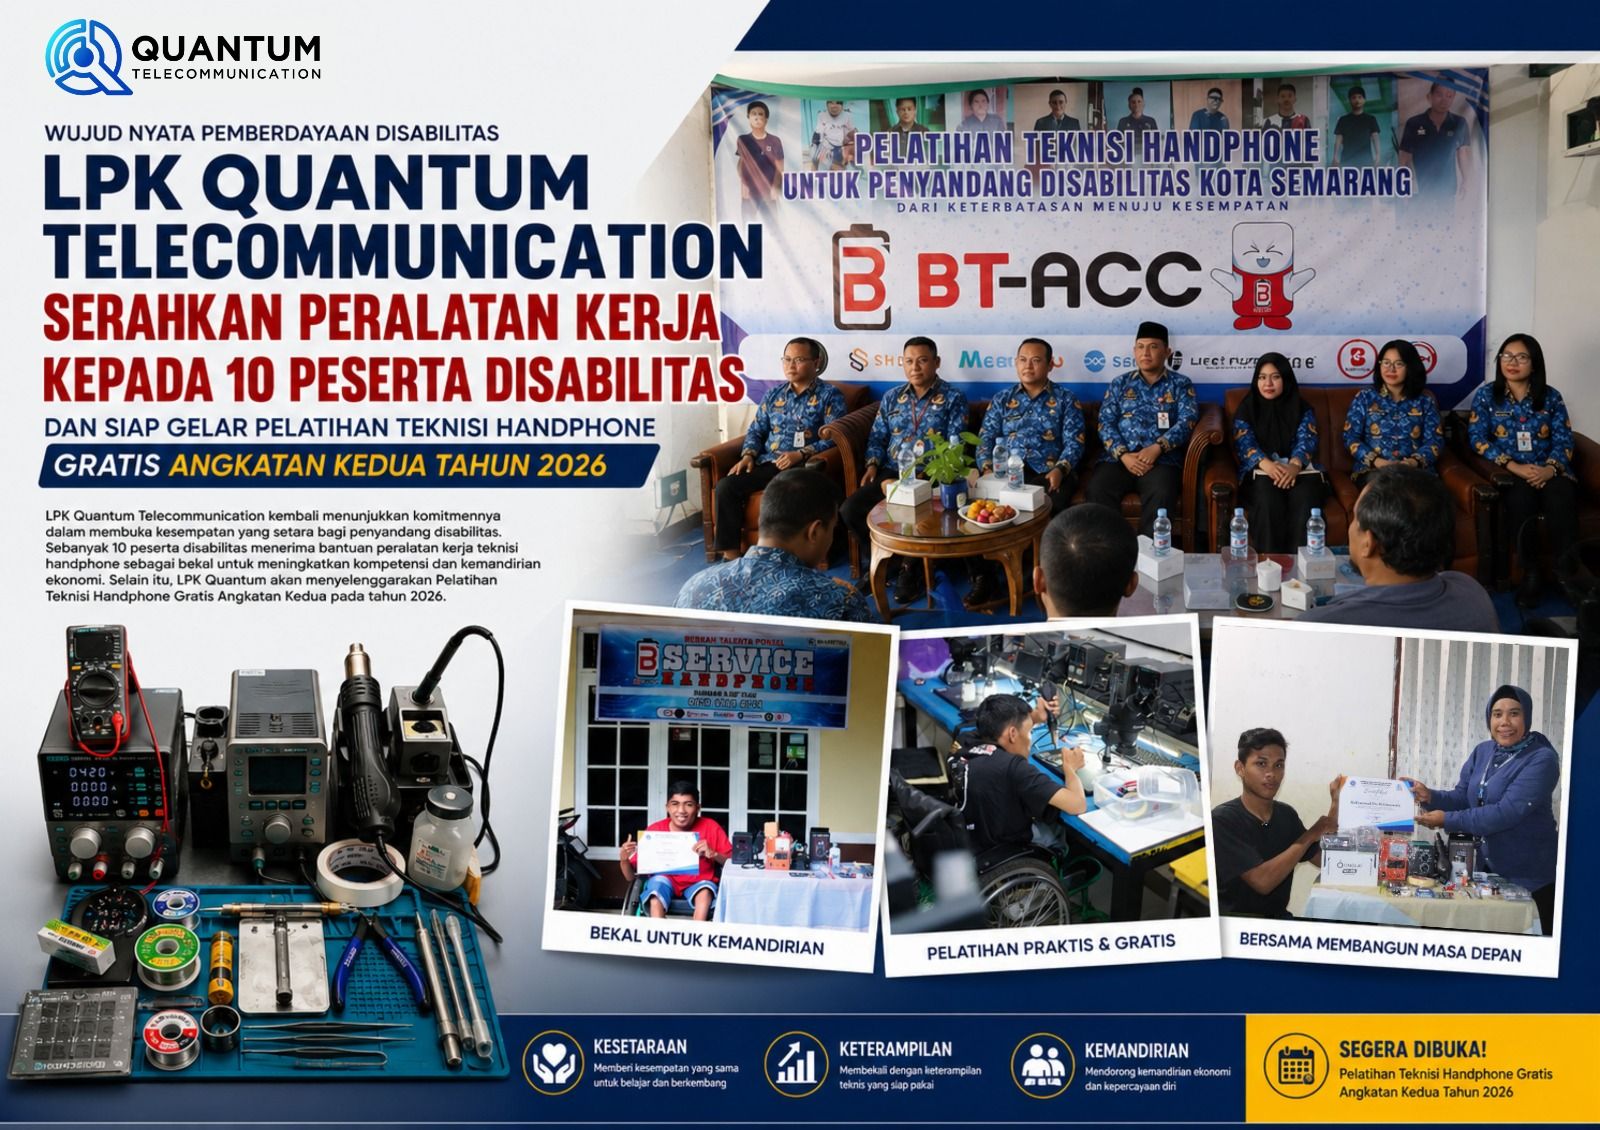 QUANTUM
TELECOMMUNICATION
WUJUD NYATA PEMBERDAYAAN DISABILITAS
LPK QUANTUM
TELECOMMUNICATION
SERAHKAN PERALATAN KERJA
KEPADA 10 PESERTA DISABILITAS
DAN SIAP GELAR PELATIHAN TEKNISI HANDPHONE
GRATIS ANGKATAN KEDUA TAHUN 2026
LPK Quantum Telecommunication kembali menunjukkan komitmennya
dalam membuka kesempatan yang setara bagi penyandang disabilitas.
Sebanyak 10 peserta disabilitas menerima bantuan peralatan kerja teknisi
handphone sebagai bekal untuk meningkatkan kompetensi dan kemandirian
ekonomi. Selain itu, LPK Quantum akan menyelenggarakan Pelatihan
Teknisi Handphone Gratis Angkatan Kedua pada tahun 2026.
PELATIHAN TEKNISI HANDPHONE
UNTUK PENYANDANG DISABILITAS KOTA SEMARANG
DARI KETERBATASAN MENUJU KESEMPATAN
B BT-ACC
BERKAH TALENTA PONSEL
B SERVICE
HANDPHONE
BEKAL UNTUK KEMANDIRIAN
PELATIHAN PRAKTIS & GRATIS
Sertifikat
BERSAMA MEMBANGUN MASA DEPAN
KESETARAAN
Memberi kesempatan yang sama
untuk belajar dan berkembang
KETERAMPILAN
Membekali dengan keterampilan
teknis yang siap pakai
KEMANDIRIAN
Mendorong kemandirian ekonomi
dan kepercayaan diri
SEGERA DIBUKA!
Pelatihan Teknisi Handphone Gratis
Angkatan Kedua Tahun 2026